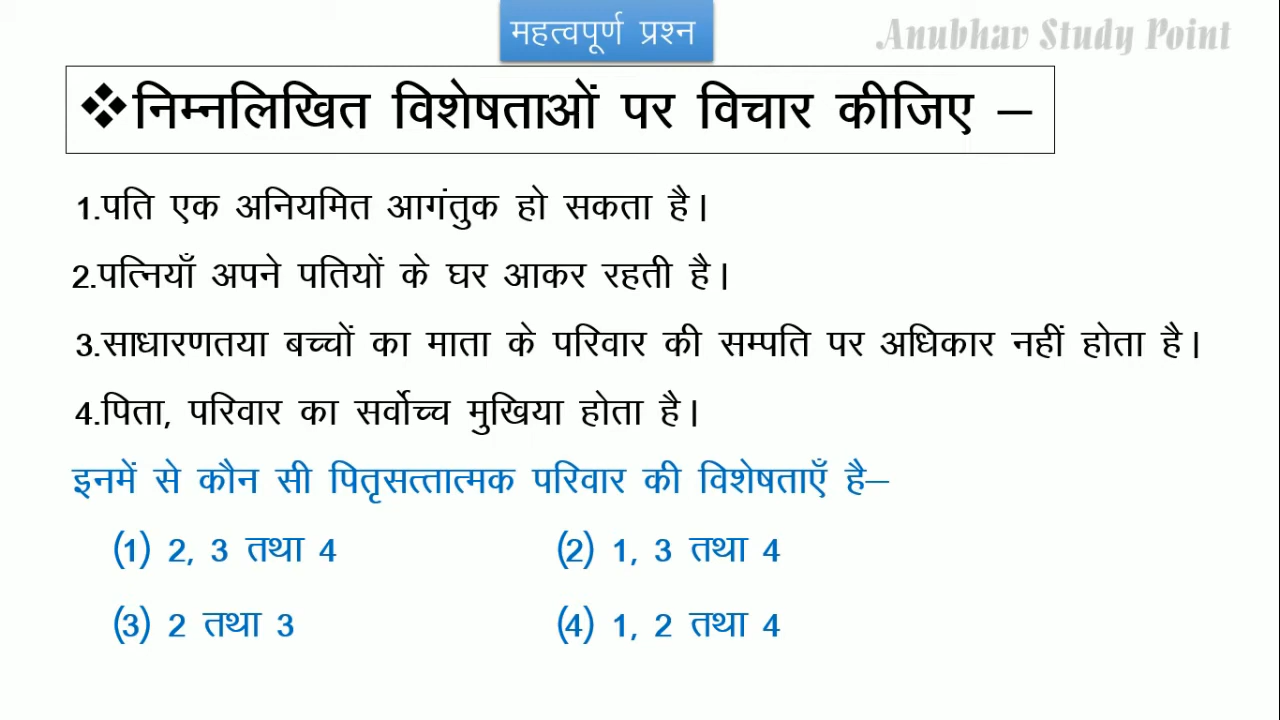 महत्वपूर्ण प्रश्न
Anubhav Study Point
❖निम्नलिखित विशेषताओं पर विचार कीजिए –
1.पति एक अनियमित आगंतुक हो सकता है।
2.पत्नियाँ अपने पतियों के घर आकर रहती है।
3.साधारणतया बच्चों का माता के परिवार की सम्पति पर अधिकार नहीं होता है।
4.पिता, परिवार का सर्वोच्च मुखिया होता है।
इनमें से कौन सी पितृसत्तात्मक परिवार की विशेषताएँ है–
(1) 2, 3 तथा 4 (2) 1, 3 तथा 4
(3) 2 तथा 3 (4) 1, 2 तथा 4